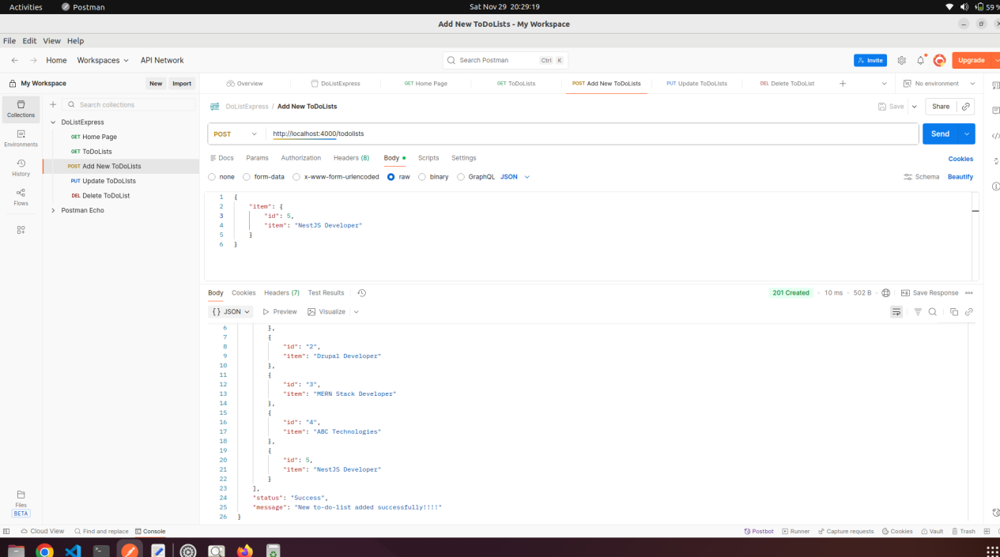 Activities Postman Sat Nov 29 20:29:19 59 %
Add New ToDoLists - My Workspace
File Edit View Help
Home Workspaces API Network Search Postman Ctrl K Invite Upgrade
My Workspace New Import Overview DoListExpress GET Home Page GET ToDoLists POST Add New ToDoLists PUT Update ToDoLists DEL Delete ToDoList No environment
Collections
Environments
History
Flows
Files
BETA
Search collections
DoListExpress
GET Home Page
GET ToDoLists
POST Add New ToDoLists
PUT Update ToDoLists
DEL Delete ToDoList
Postman Echo
DoListExpress / Add New ToDoLists Save Share
POST http://localhost:4000/todolists Send
Docs Params Authorization Headers (8) Body Scripts Settings Cookies
none form-data x-www-form-urlencoded raw binary GraphQL JSON Schema Beautify
1 {
2 "item": {
3 "id": 5,
4 "item": "NestJS Developer"
5 }
6 }
Body Cookies Headers (7) Test Results 201 Created 10 ms 502 B Save Response
{} JSON Preview Visualize
6 },
7 {
8 "id": "2",
9 "item": "Drupal Developer"
10 },
11 {
12 "id": "3",
13 "item": "MERN Stack Developer"
14 },
15 {
16 "id": "4",
17 "item": "ABC Technologies"
18 },
19 {
20 "id": 5,
21 "item": "NestJS Developer"
22 }
23 ],
24 "status": "Success",
25 "message": "New to-do-list added successfully!!!!"
26 }
Cloud View Find and replace Console Postbot Runner Capture requests Cookies Vault Trash